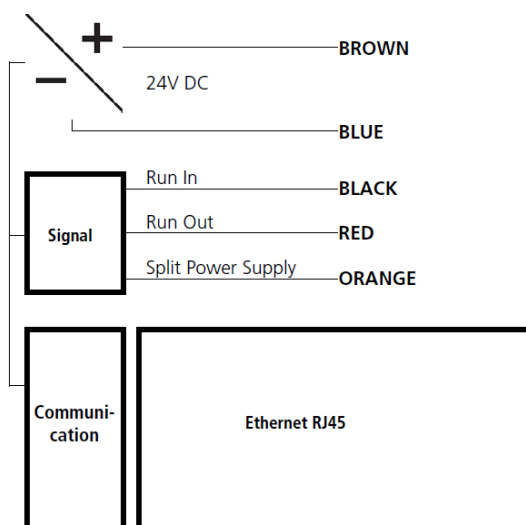 +
BROWN
−
24V DC
BLUE
Run In
BLACK
Signal
Run Out
RED
Split Power Supply
ORANGE
Communi-
cation
Ethernet RJ45